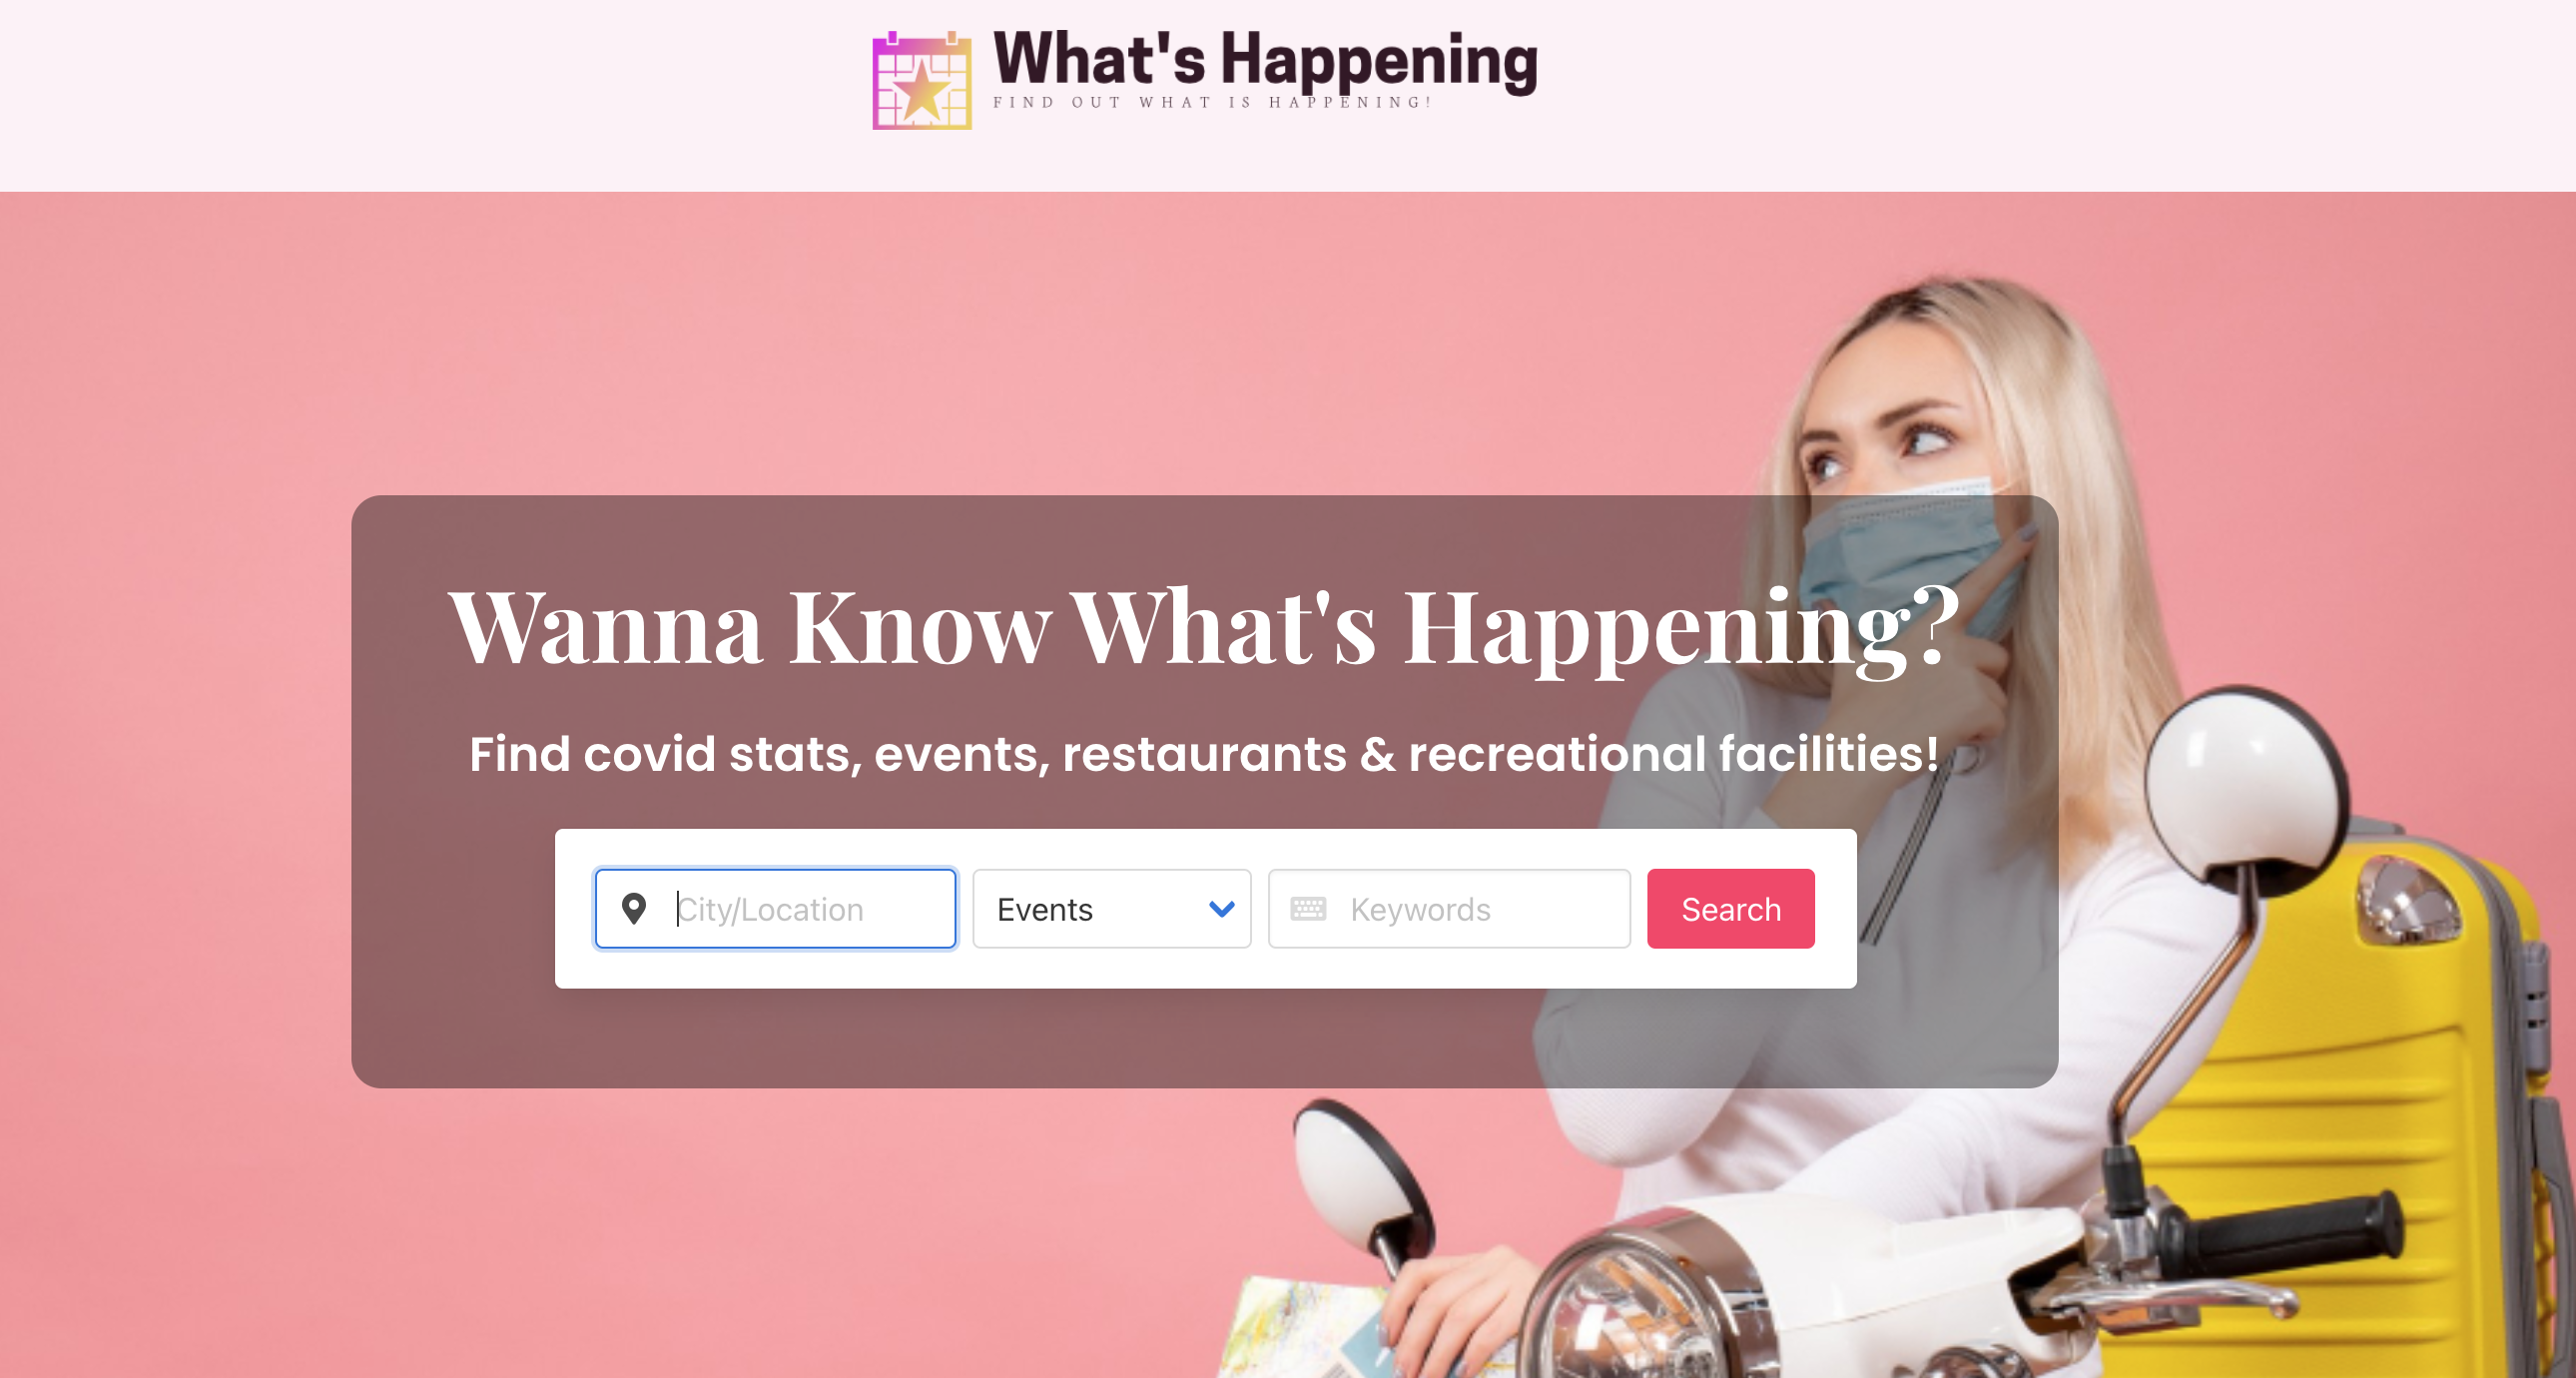 What's Happening
FIND OUT WHAT IS HAPPENING!
Wanna Know What's Happening?
Find covid stats, events, restaurants & recreational facilities!
City/Location
Events
Keywords
Search